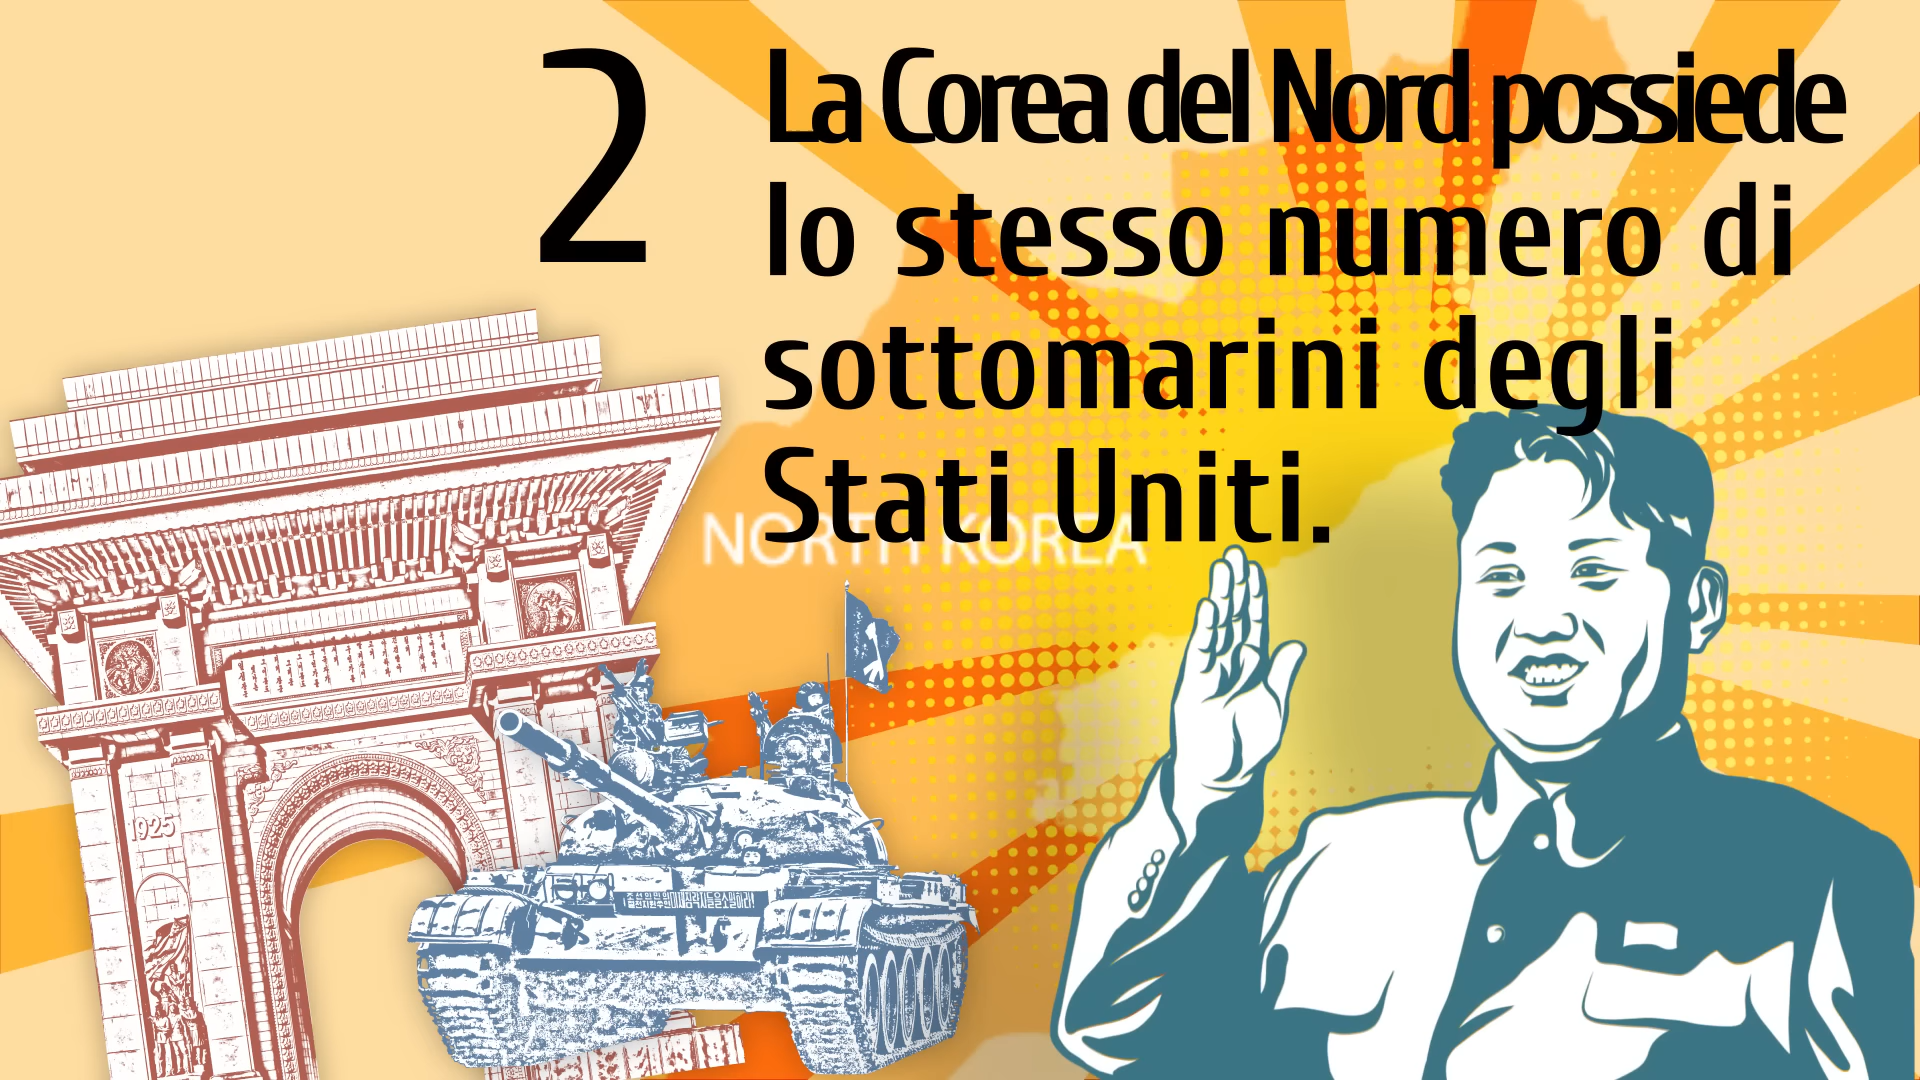 2
La Corea del Nord possiede
lo stesso numero di
sottomarini degli
Stati Uniti.
NORTH KOREA
1925